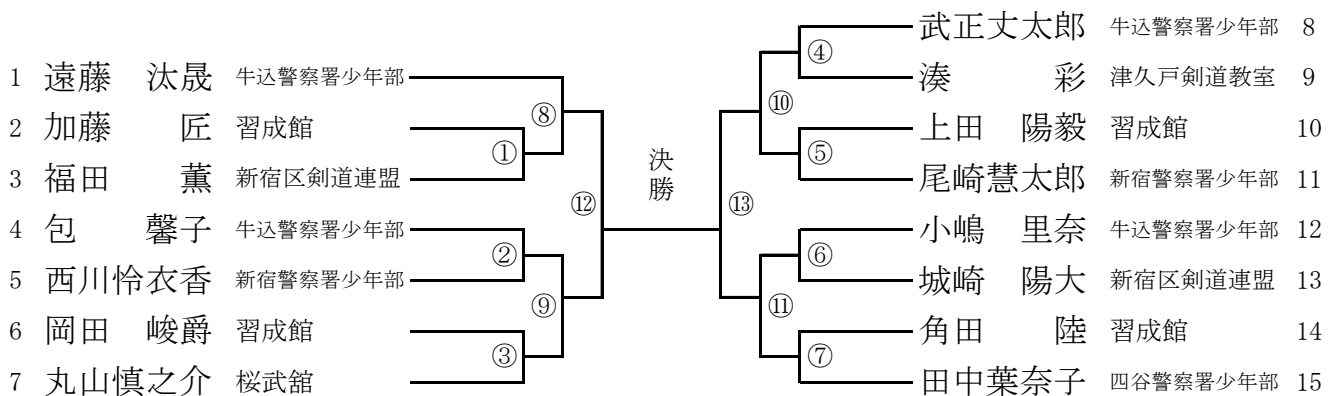 1 遠藤 汰晟 牛込警察署少年部
2 加藤 匠 習成館
3 福田 薫 新宿区剣道連盟
4 包 馨子 牛込警察署少年部
5 西川怜衣香 新宿警察署少年部
6 岡田 峻爵 習成館
7 丸山慎之介 桜武舘
⑧
①
⑫
②
⑨
③
決勝
④
⑩
⑤
⑬
⑥
⑪
⑦
武正丈太郎 牛込警察署少年部 8
湊 彩 津久戸剣道教室 9
上田 陽毅 習成館 10
尾崎慧太郎 新宿警察署少年部 11
小嶋 里奈 牛込警察署少年部 12
城崎 陽大 新宿区剣道連盟 13
角田 陸 習成館 14
田中葉奈子 四谷警察署少年部 15